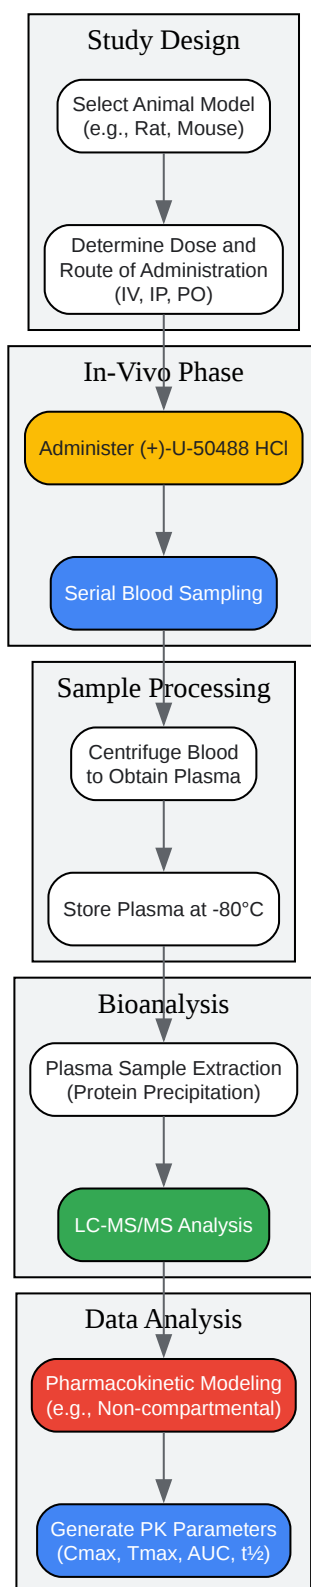 Study Design
Select Animal Model
(e.g., Rat, Mouse)
Determine Dose and
Route of Administration
(IV, IP, PO)
In-Vivo Phase
Administer (+)-U-50488 HCl
Serial Blood Sampling
Sample Processing
Centrifuge Blood
to Obtain Plasma
Store Plasma at -80°C
Bioanalysis
Plasma Sample Extraction
(Protein Precipitation)
LC-MS/MS Analysis
Data Analysis
Pharmacokinetic Modeling
(e.g., Non-compartmental)
Generate PK Parameters
(Cmax, Tmax, AUC, t½)